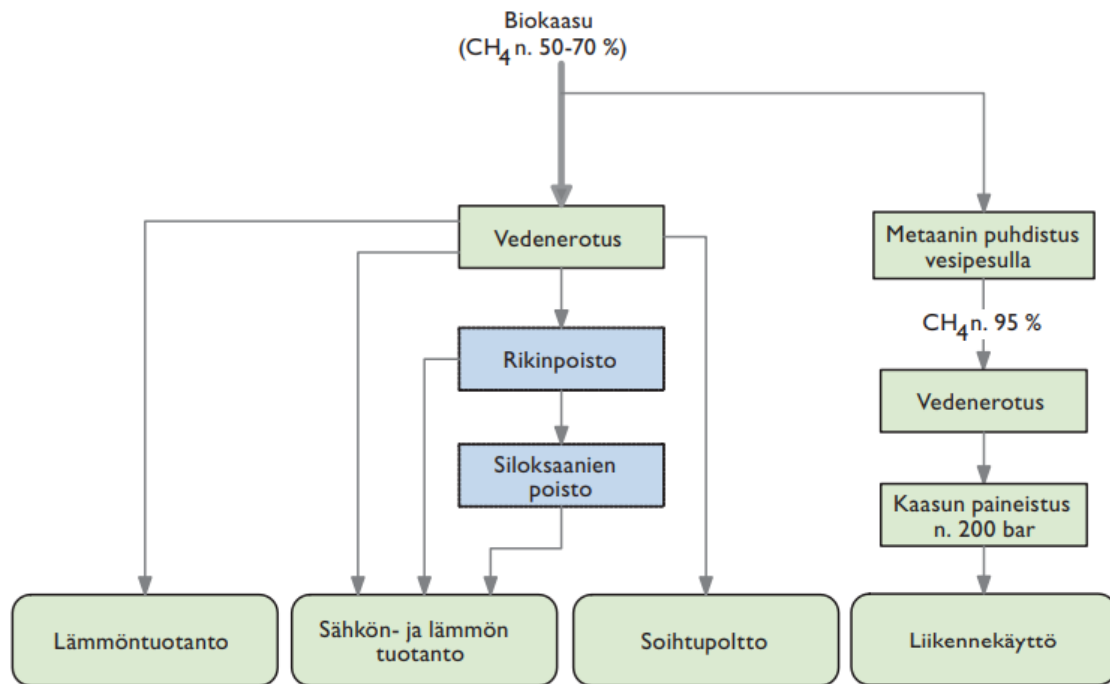 Biokaasu
(CH4 n. 50-70 %)
Vedenerotus
Metaanin puhdistus
vesipesulla
CH4 n. 95 %
Rikinpoisto
Vedenerotus
Siloksaanien
poisto
Kaasun paineistus
n. 200 bar
Lämmöntuotanto
Sähkön- ja lämmön
tuotanto
Soihtupoltto
Liikennekäyttö